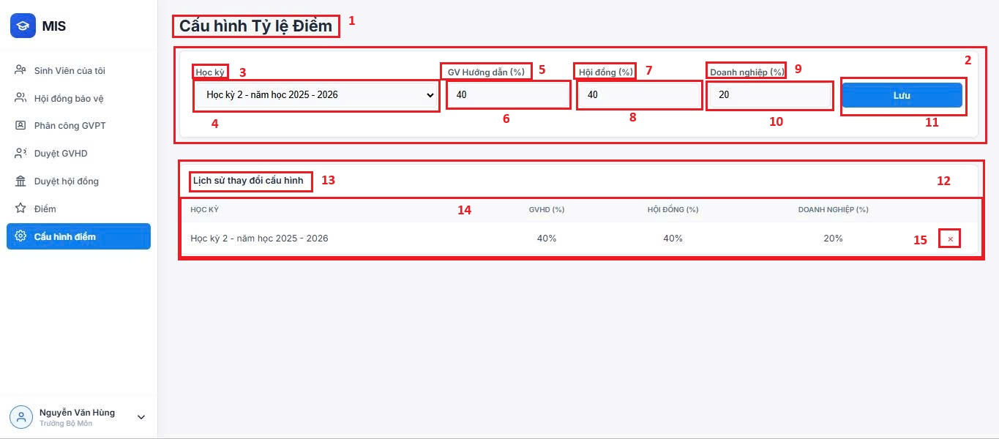 MIS
Sinh Viên của tôi
Hội đồng bảo vệ
Phân công GVPT
Duyệt GVHD
Duyệt hội đồng
Điểm
Cấu hình điểm
Nguyễn Văn Hùng
Trưởng Bộ Môn
Cấu hình Tỷ lệ Điểm 1
2
Học kỳ 3 GV Hướng dẫn (%) 5 Hội đồng (%) 7 Doanh nghiệp (%) 9
Học kỳ 2 - năm học 2025 - 2026 40 40 20 Lưu
4 6 8 10 11
Lịch sử thay đổi cấu hình 13 12
HỌC KỲ 14 GVHD (%) HỘI ĐỒNG (%) DOANH NGHIỆP (%)
Học kỳ 2 - năm học 2025 - 2026 40% 40% 20% 15 ×